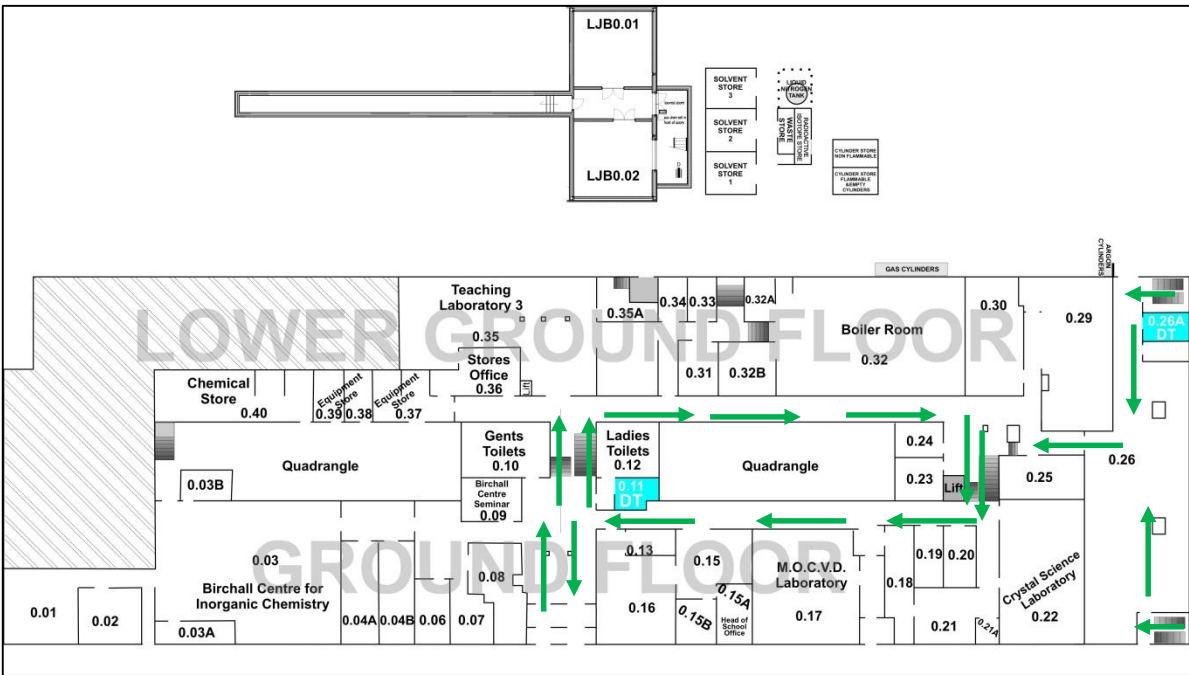 LJB0.01
LJB0.02
SOLVENT
STORE
3
SOLVENT
STORE
2
SOLVENT
STORE
1
LIQUID
NITROGEN
TANK
WASTE
STORE
RADIOACTIVE
ISOTOPE STORE
CYLINDER STORE
NON FLAMMABLE
CYLINDER STORE
FLAMMABLE
&EMPTY
CYLINDERS
GAS CYLINDERS
ARGON
CYLINDERS
LOWER GROUND FLOOR
Teaching
Laboratory 3
0.35
0.35A
0.34
0.33
0.32A
Boiler Room
0.32
0.30
0.29
0.26A
DT
Stores
Office
0.36
Lift
0.31
0.32B
Chemical
Store
0.40
Equipment
Store
0.39
0.38
Equipment
Store
0.37
Gents
Toilets
0.10
Ladies
Toilets
0.12
0.24
0.26
Quadrangle
Quadrangle
0.23
0.25
0.03B
Birchall
Centre
Seminar
0.09
0.11
DT
Lift
GROUND FLOOR
0.03
Birchall Centre for
Inorganic Chemistry
0.08
0.13
0.15
M.O.C.V.D.
Laboratory
0.17
0.19
0.20
0.18
Crystal Science
Laboratory
0.22
0.01
0.02
0.03A
0.04A
0.04B
0.06
0.07
0.16
0.15A
0.15B
Head of
School
Office
0.21
0.21A